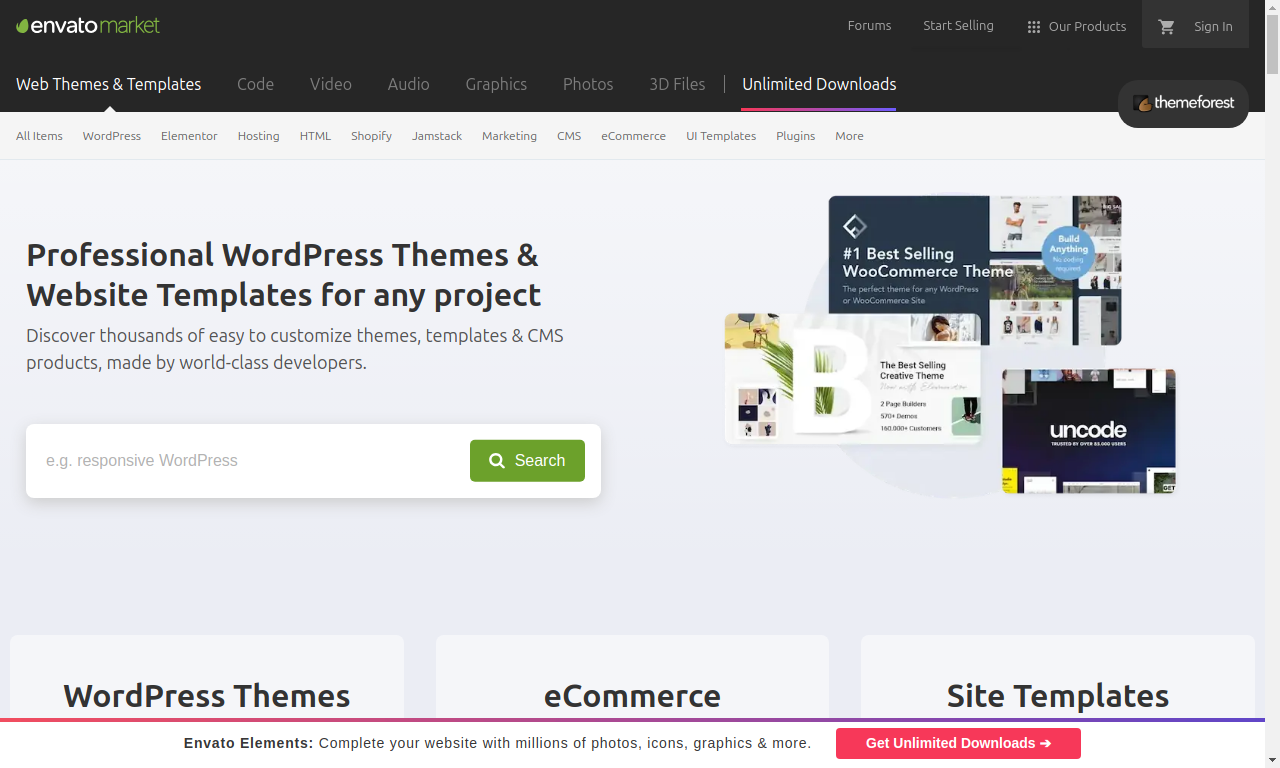 envato market
Forums
Start Selling
Our Products
Sign In
Web Themes & Templates
Code
Video
Audio
Graphics
Photos
3D Files
Unlimited Downloads
themeforest
All Items
WordPress
Elementor
Hosting
HTML
Shopify
Jamstack
Marketing
CMS
eCommerce
UI Templates
Plugins
More
Professional WordPress Themes &
Website Templates for any project
Discover thousands of easy to customize themes, templates & CMS
products, made by world-class developers.
e.g. responsive WordPress
Search
#1 Best Selling
WooCommerce Theme
The perfect theme for any WordPress
or WooCommerce Site
Build
Anything
No coding
required
B
The Best Selling
Creative Theme
Now with Elementor
2 Page Builders
570+ Demos
160.000+ Customers
uncode
TRUSTED BY OVER 85.000 USERS
WordPress Themes
eCommerce
Site Templates
Envato Elements: Complete your website with millions of photos, icons, graphics & more.
Get Unlimited Downloads ➔